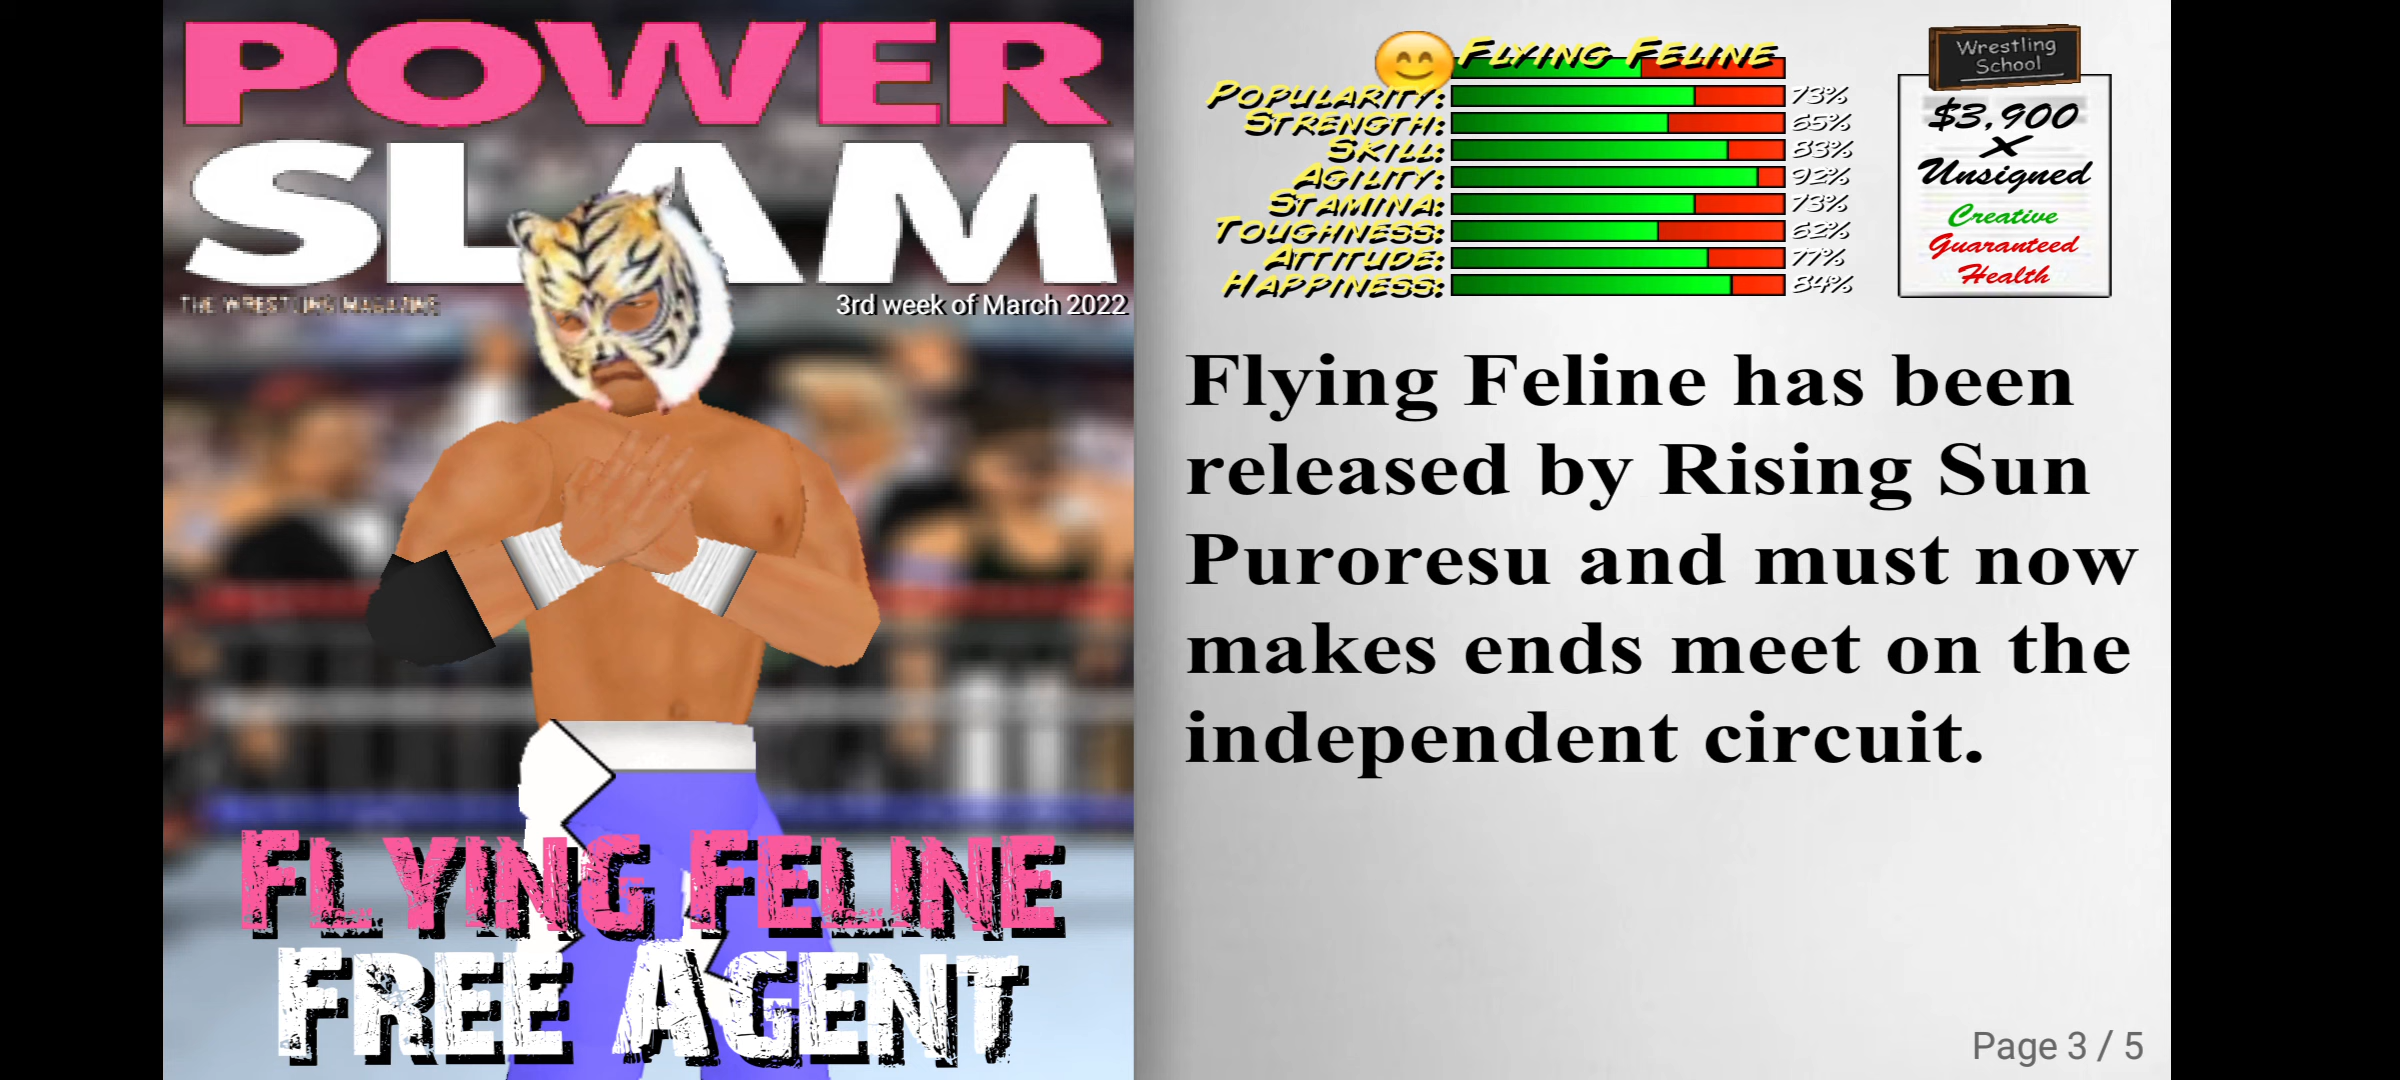 POWER
SLAM
THE WRESTLING MAGAZINE
3rd week of March 2022
FLYING FELINE
FREE AGENT
FLYING FELINE
POPULARITY: 73%
STRENGTH: 65%
SKILL: 83%
AGILITY: 92%
STAMINA: 73%
TOUGHNESS: 62%
ATTITUDE: 77%
HAPPINESS: 84%
Wrestling
School
$3,900
X
Unsigned
Creative
Guaranteed
Health
Flying Feline has been
released by Rising Sun
Puroresu and must now
makes ends meet on the
independent circuit.
Page 3 / 5